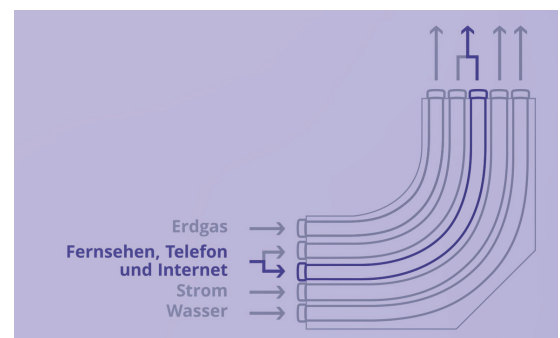 Erdgas
Fernsehen, Telefon
und Internet
Strom
Wasser